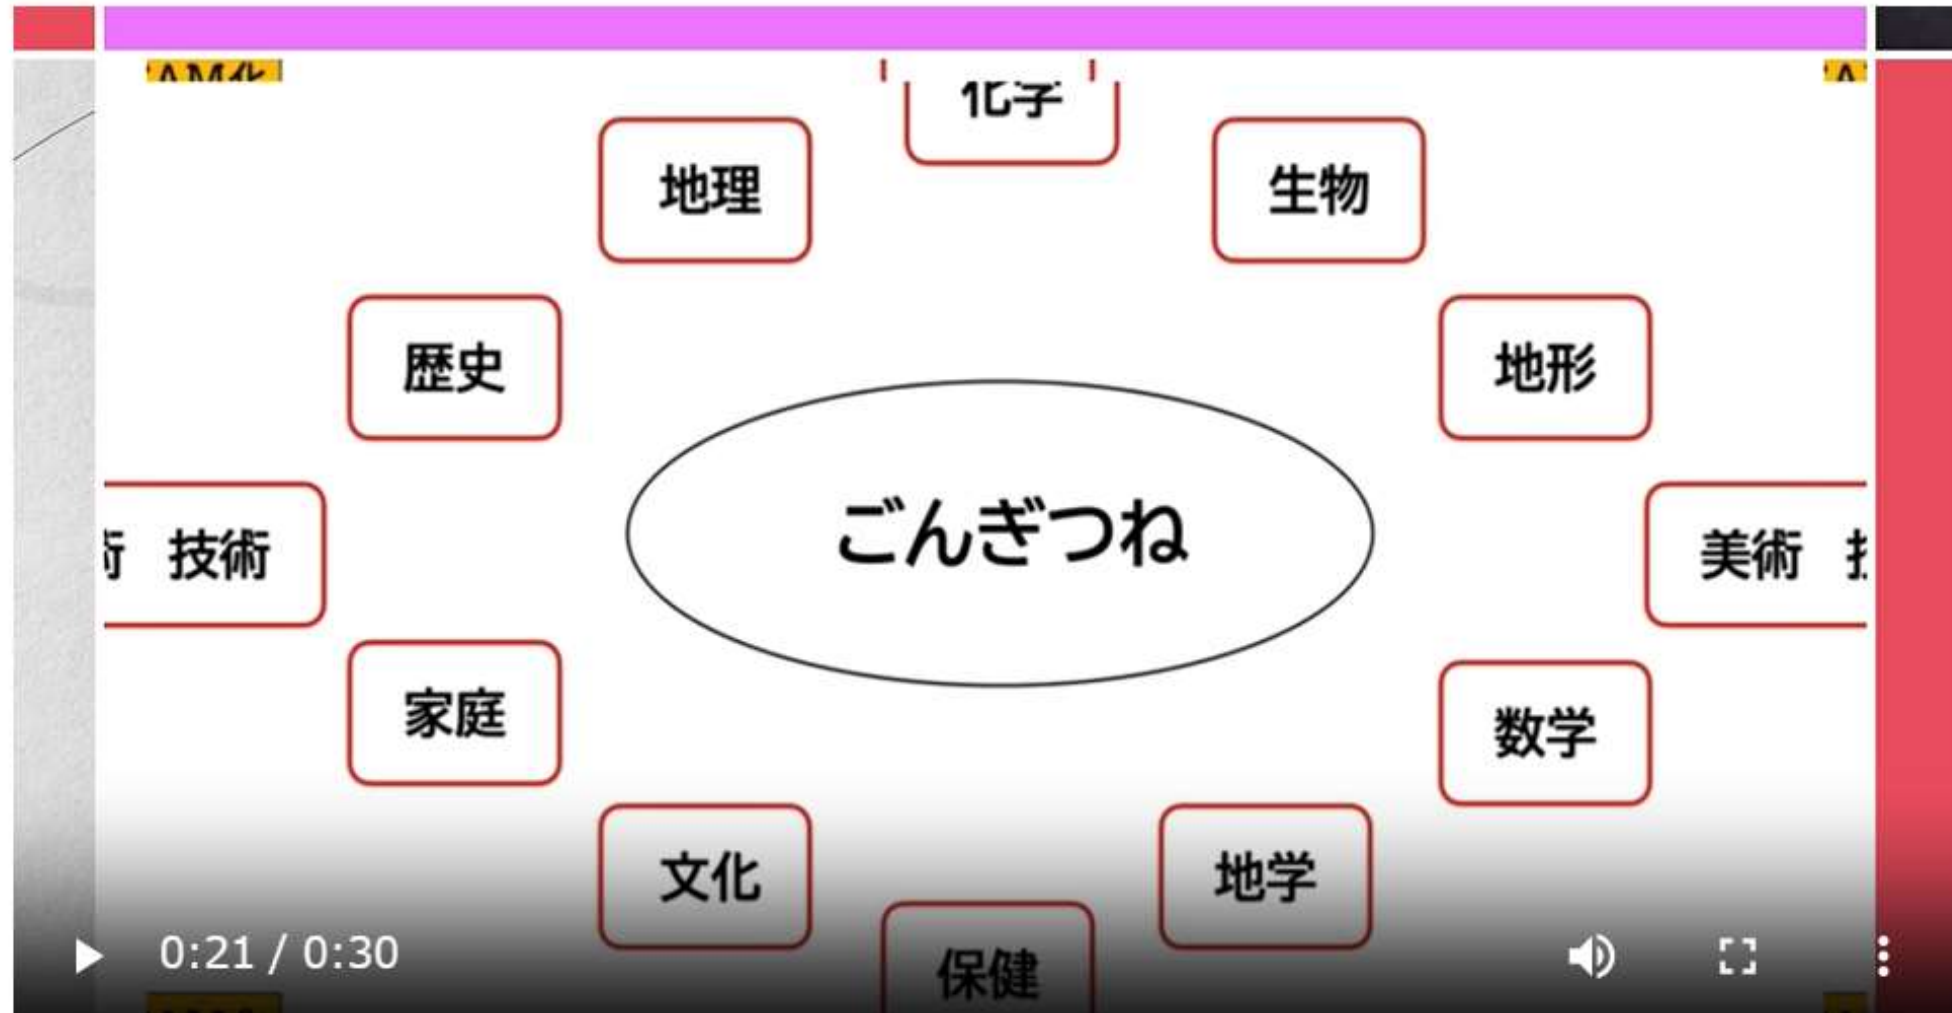 化学
地理
生物
歴史
地形
ごんぎつね
技術
美術
家庭
数学
文化
地学
保健
0:21 / 0:30